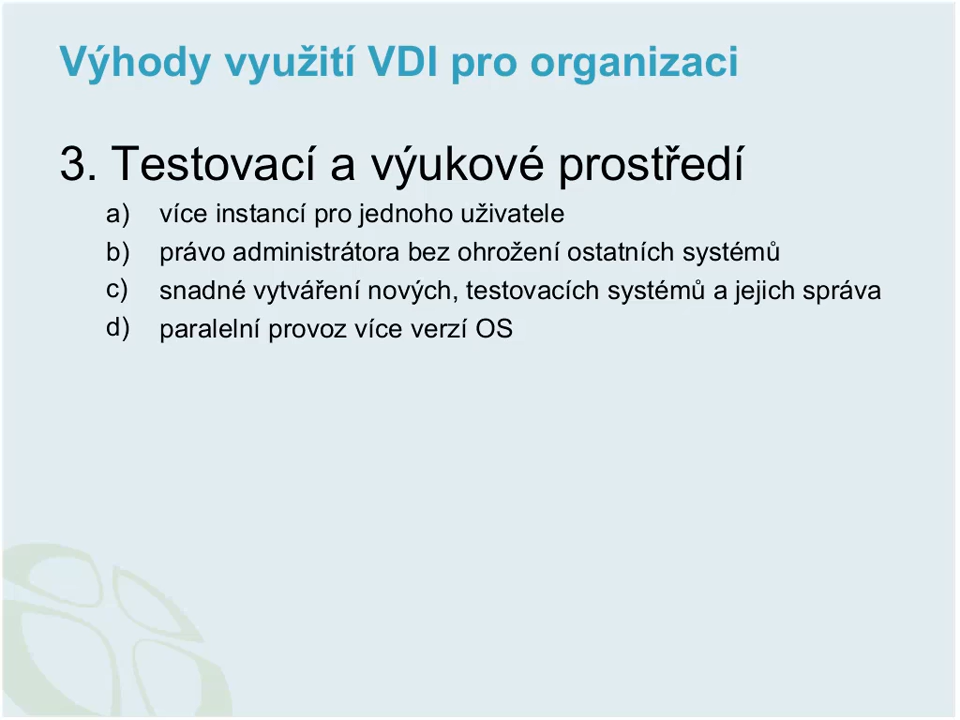 Výhody využití VDI pro organizaci
3. Testovací a výukové prostředí
a) více instancí pro jednoho uživatele
b) právo administrátora bez ohrožení ostatních systémů
c) snadné vytváření nových, testovacích systémů a jejich správa
d) paralelní provoz více verzí OS